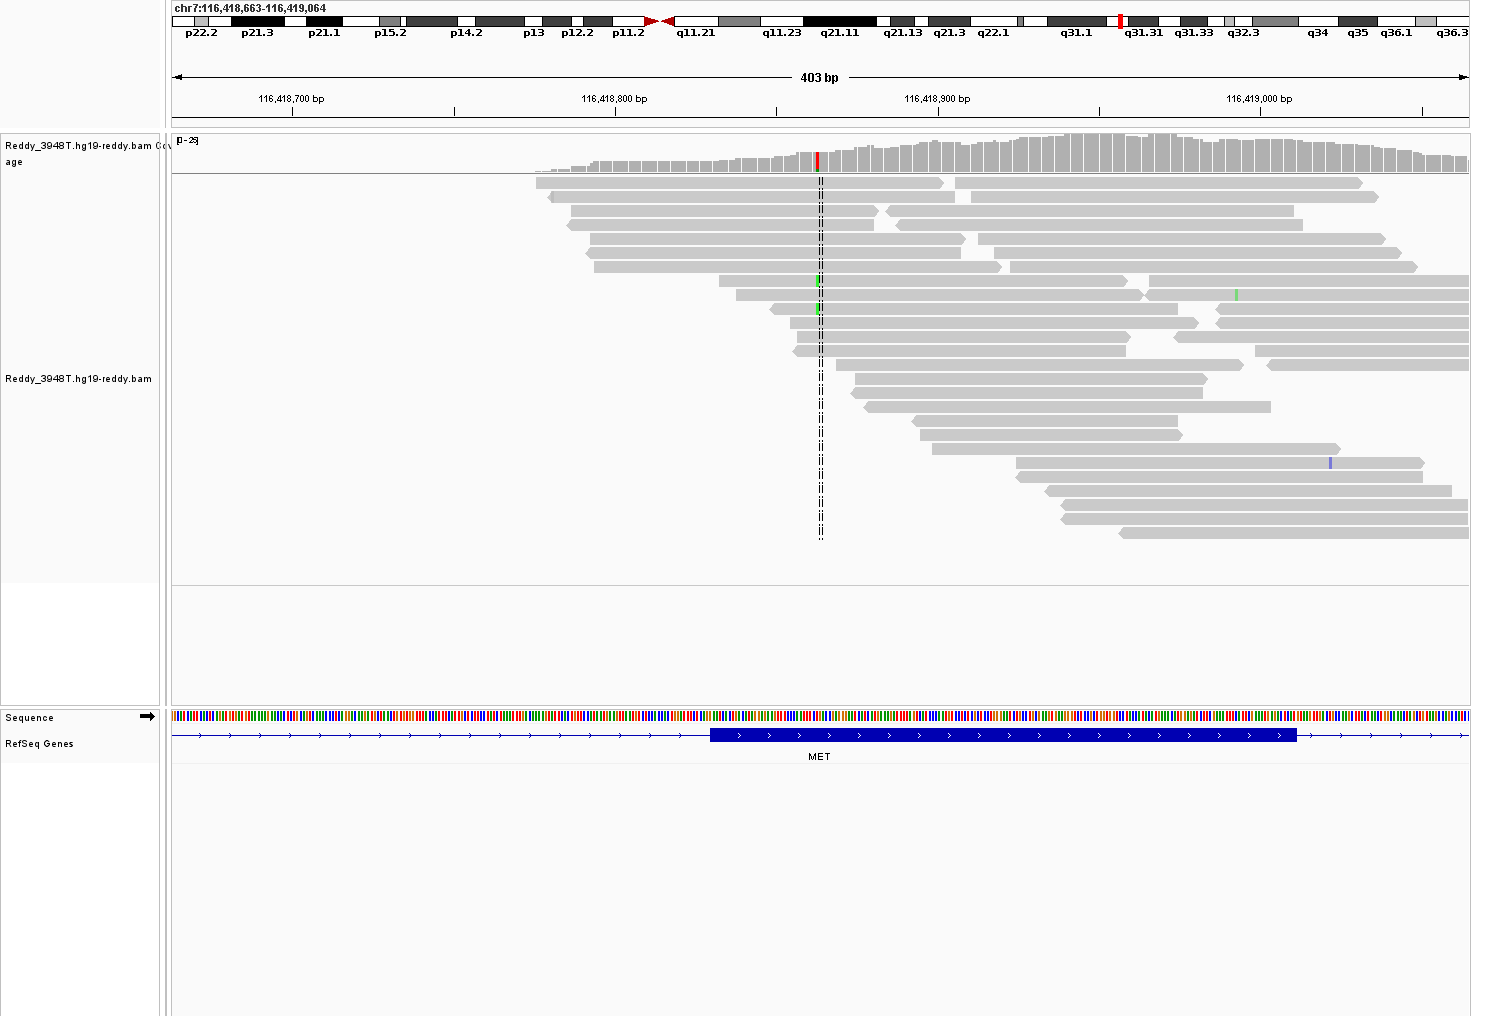 chr7:116,418,663-116,419,064
p22.2 p21.3 p21.1 p15.2 p14.2 p13 p12.2 p11.2 q11.21 q11.23 q21.11 q21.13 q21.3 q22.1 q31.1 q31.31 q31.33 q32.3 q34 q35 q36.1 q36.3
403 bp
116,418,700 bp 116,418,800 bp 116,418,900 bp 116,419,000 bp
Reddy_3948T.hg19-reddy.bam Cov
age
[0-25]
Reddy_3948T.hg19-reddy.bam
Sequence
RefSeq Genes
MET